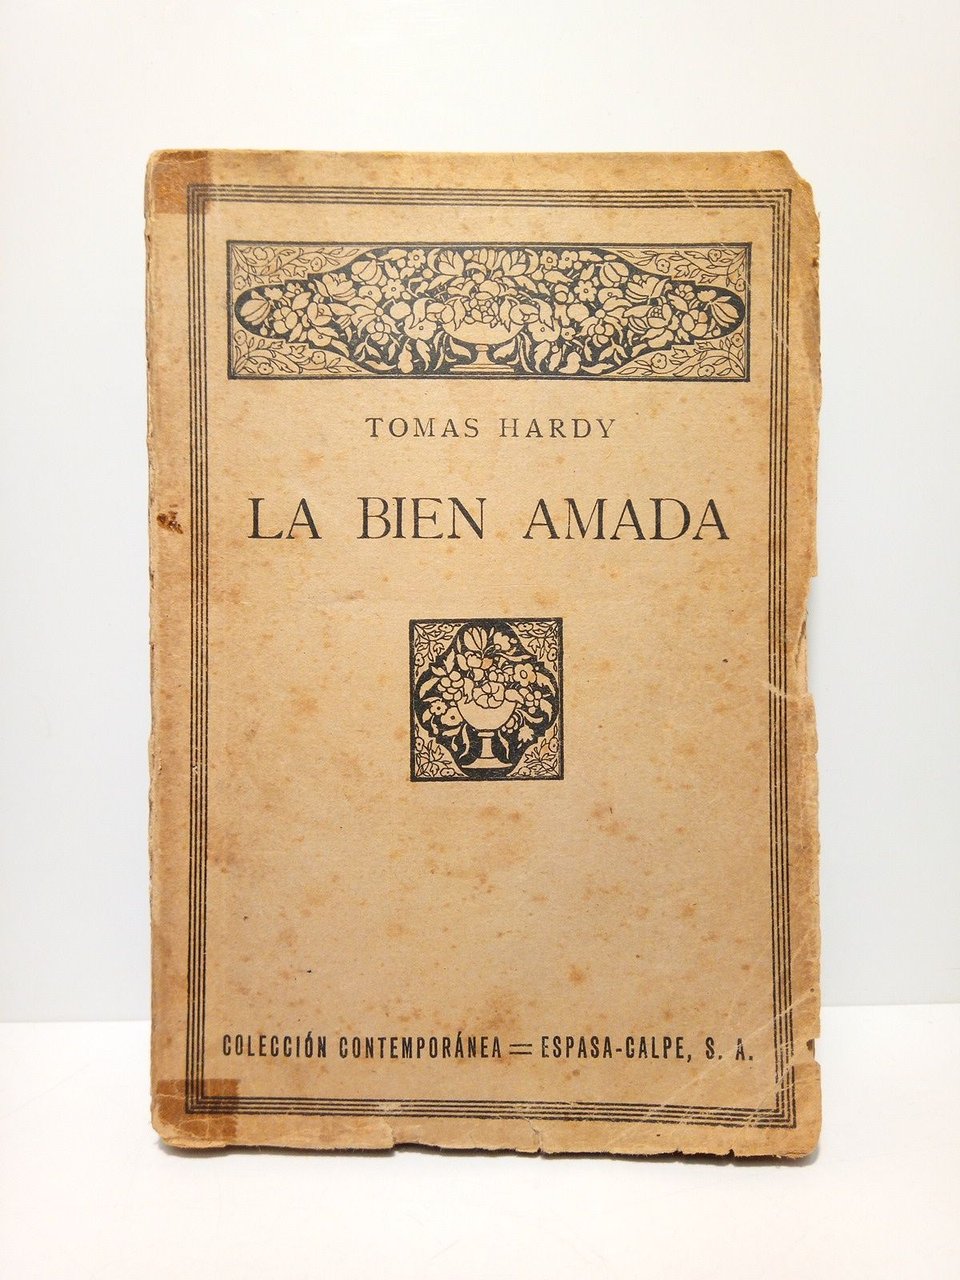 TOMAS HARDY
LA BIEN AMADA
COLECCIÓN CONTEMPORÁNEA = ESPASA-CALPE, S. A.